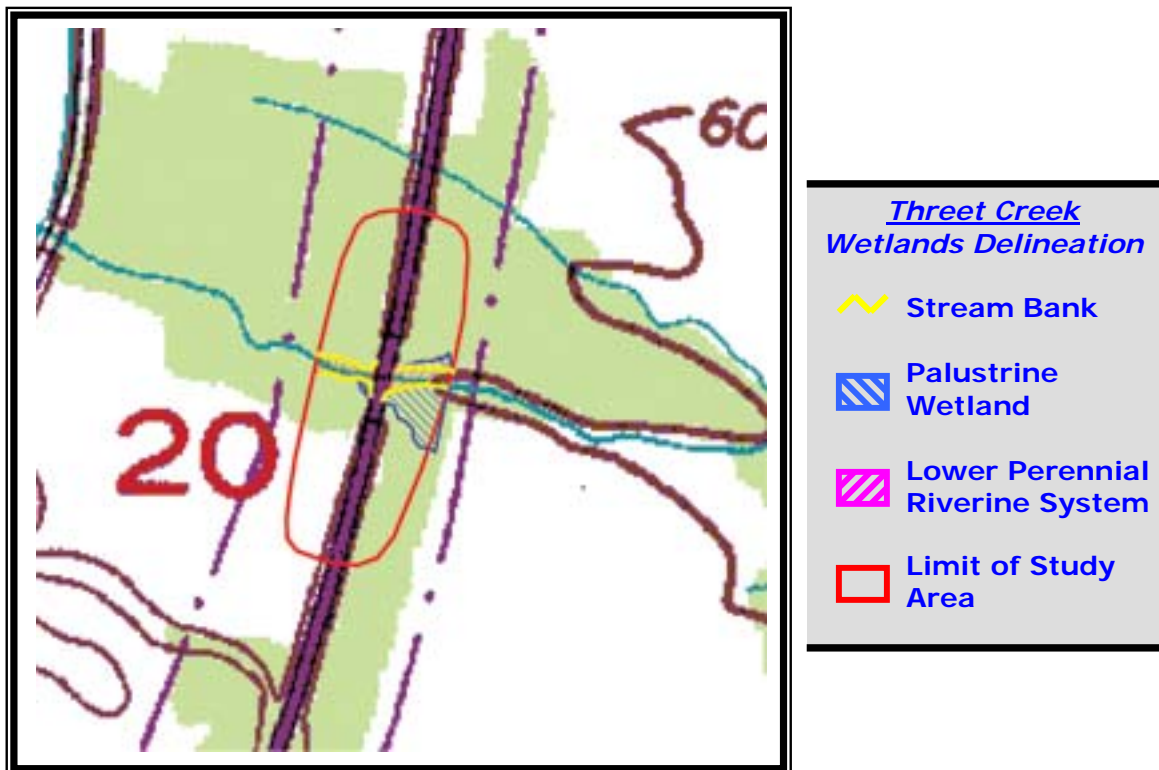 60
20
Threet Creek
Wetlands Delineation
Stream Bank
Palustrine
Wetland
Lower Perennial
Riverine System
Limit of Study
Area